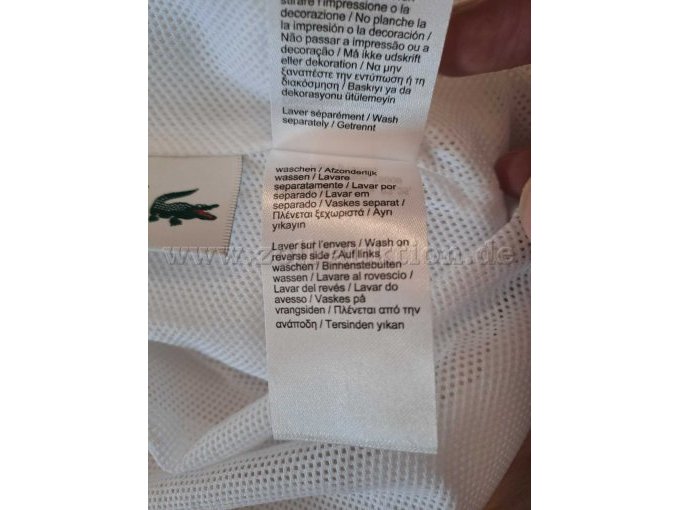 stirare l'impressione o la
decorazione / No planche la
la impresión o la decoración /
Não passar a impressão ou a
decoração / Må ikke udskrift
eller dekoration / Να μην
ξαναπέστε την εντύπωση ή τη
διακόσμηση / Baskıyı ya da
dekorasyonu ütülemeyin
Laver séparément / Wash
separately / Getrennt
waschen / Afzonderlijk
wassen / Lavare
separatamente / Lavar por
separado / Lavar em
separado / Vaskes separat /
Πλένεται ξεχωριστά / Ayrı
yıkayın
Laver sur l'envers / Wash on
reverse side / Auf links
waschen / Binnenstebuiten
wassen / Lavare al rovescio /
Lavar del revés / Lavar do
avesso / Vaskes på
vrangsiden / Πλένεται από την
ανάποδη / Tersinden yıkan